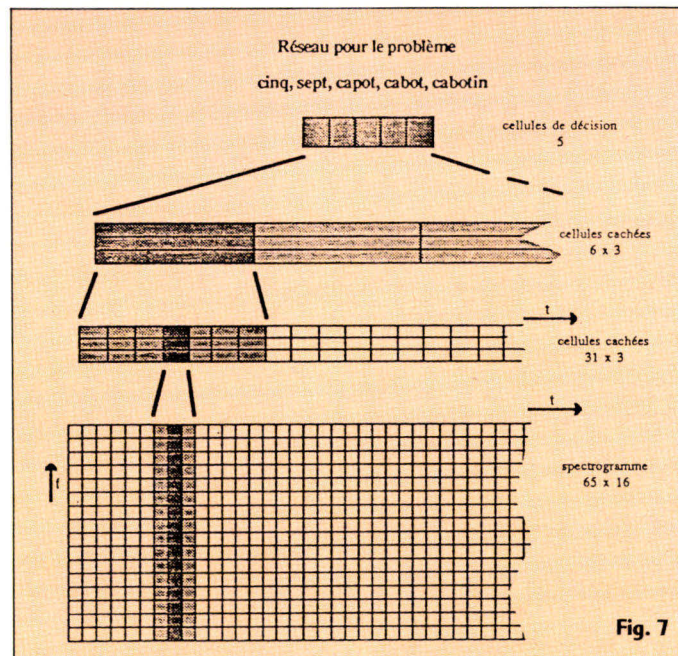 Réseau pour le problème
cinq, sept, capot, cabot, cabotin
cellules de décision
5
cellules cachées
6 x 3
t
cellules cachées
31 x 3
t
f
spectrogramme
65 x 16
Fig. 7